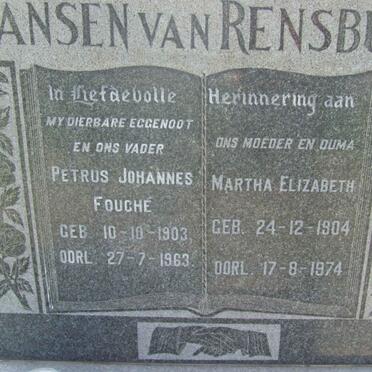 ANSEN VAN RENSBU
In Liefdevolle
MY DIERBARE EGGENOOT
EN ONS VADER
PETRUS JOHANNES
FOUCHÉ
GEB. 10-10-1903,
OORL. 27-7-1963.
Herinnering aan
ONS MOEDER EN OUMA
MARTHA ELIZABETH
GEB. 24-12-1904
OORL. 17-8-1974